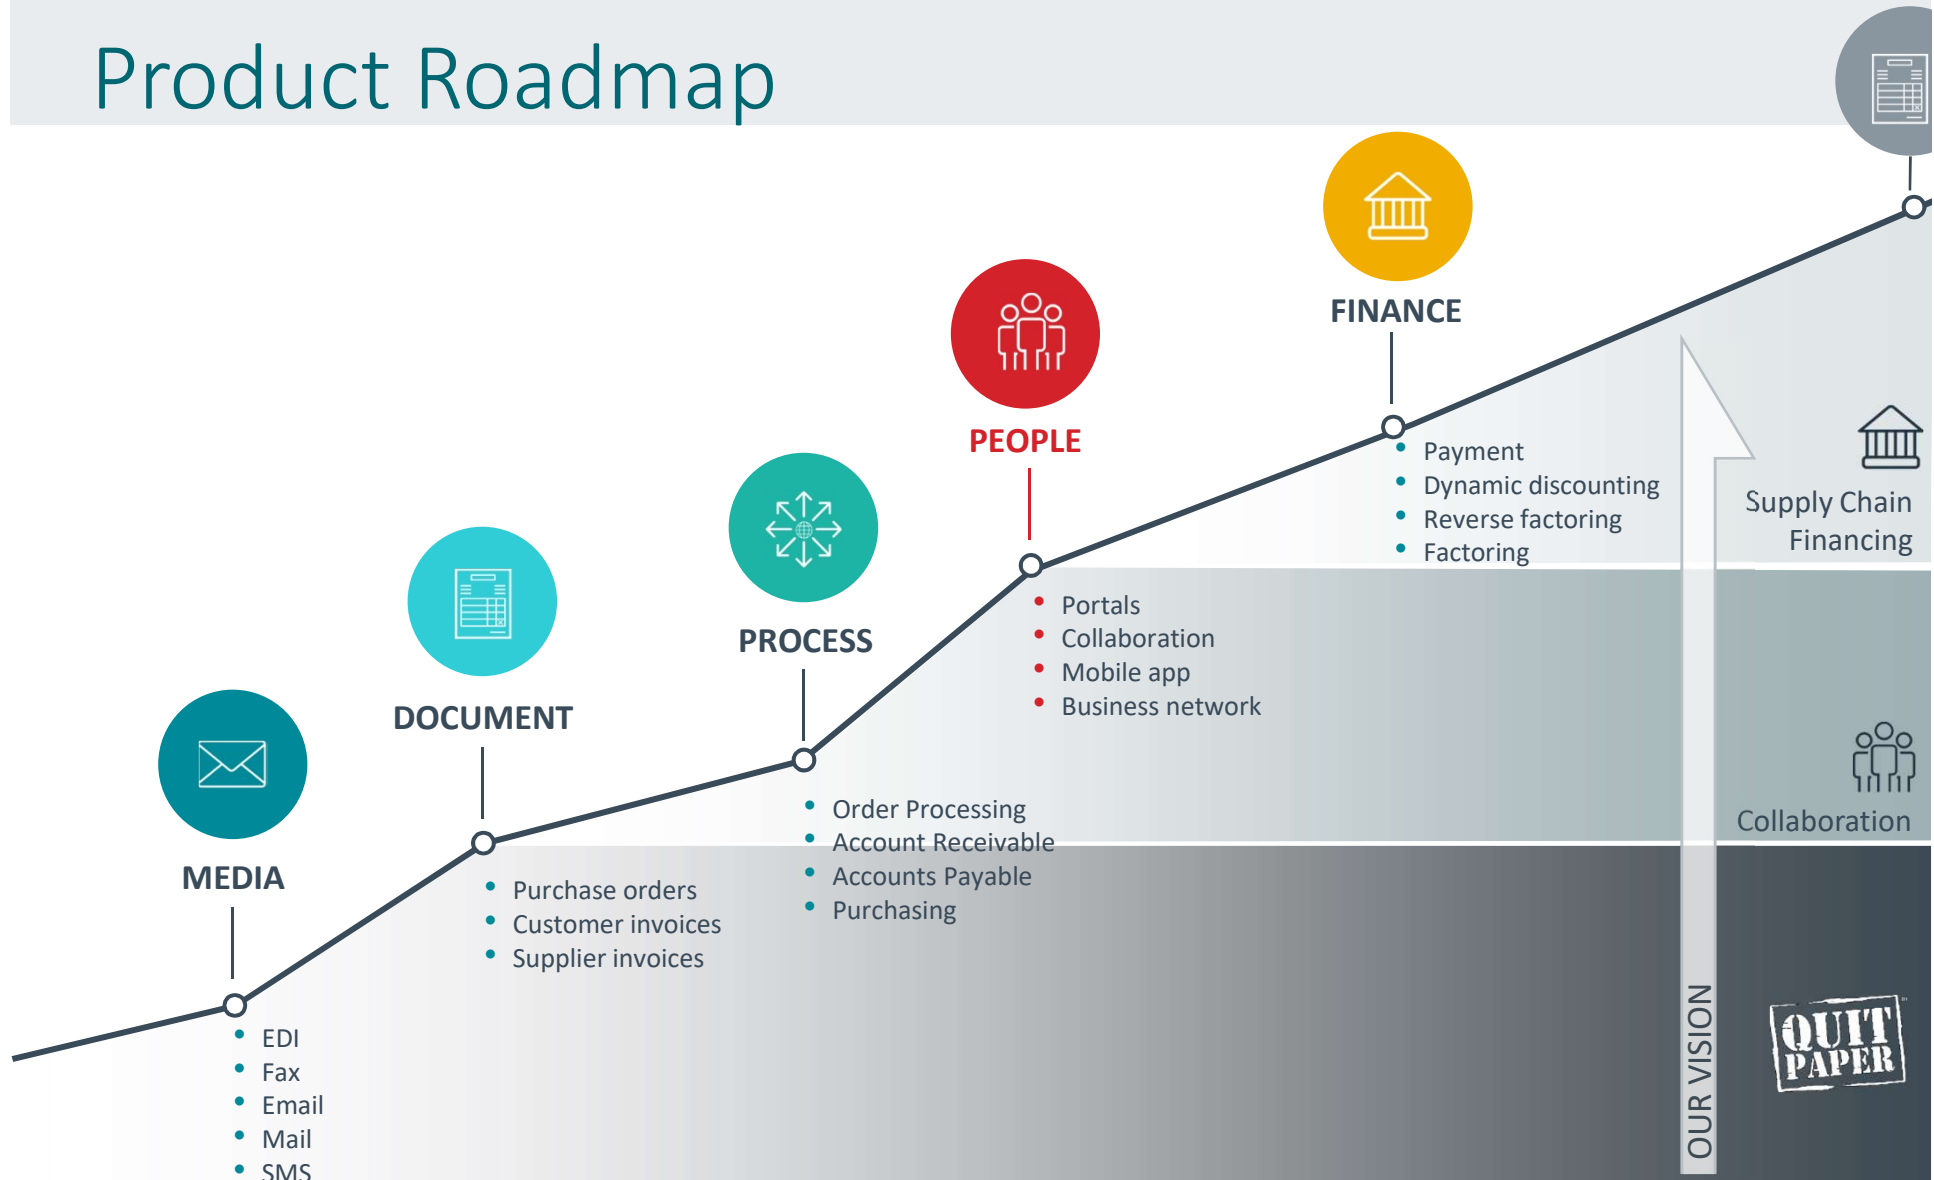 Product Roadmap
MEDIA
EDI
Fax
Email
Mail
SMS
DOCUMENT
Purchase orders
Customer invoices
Supplier invoices
PROCESS
Order Processing
Account Receivable
Accounts Payable
Purchasing
PEOPLE
Portals
Collaboration
Mobile app
Business network
FINANCE
Payment
Dynamic discounting
Reverse factoring
Factoring
OUR VISION
Supply Chain
Financing
Collaboration
QUIT
PAPER